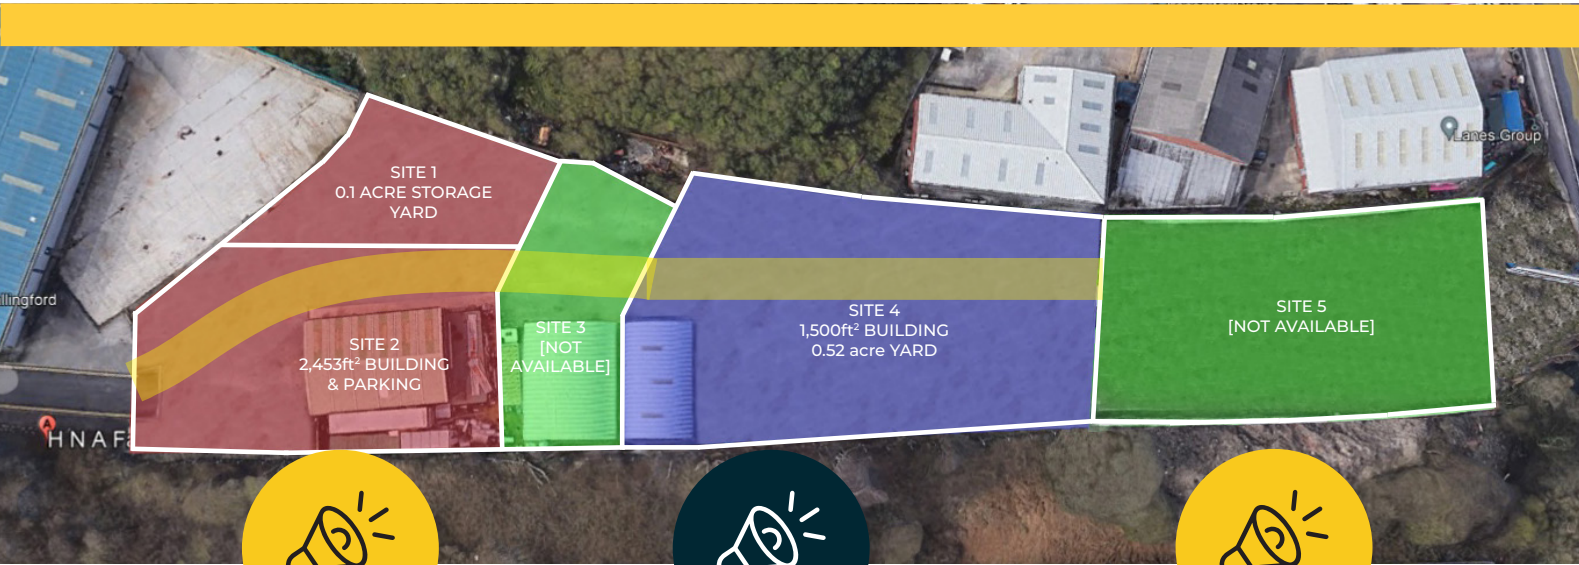 SITE 1
0.1 ACRE STORAGE
YARD
Lanes Group
llingford
SITE 2
2,453ft² BUILDING
& PARKING
SITE 3
[NOT
AVAILABLE]
SITE 4
1,500ft² BUILDING
0.52 acre YARD
SITE 5
[NOT AVAILABLE]
A
H N A F